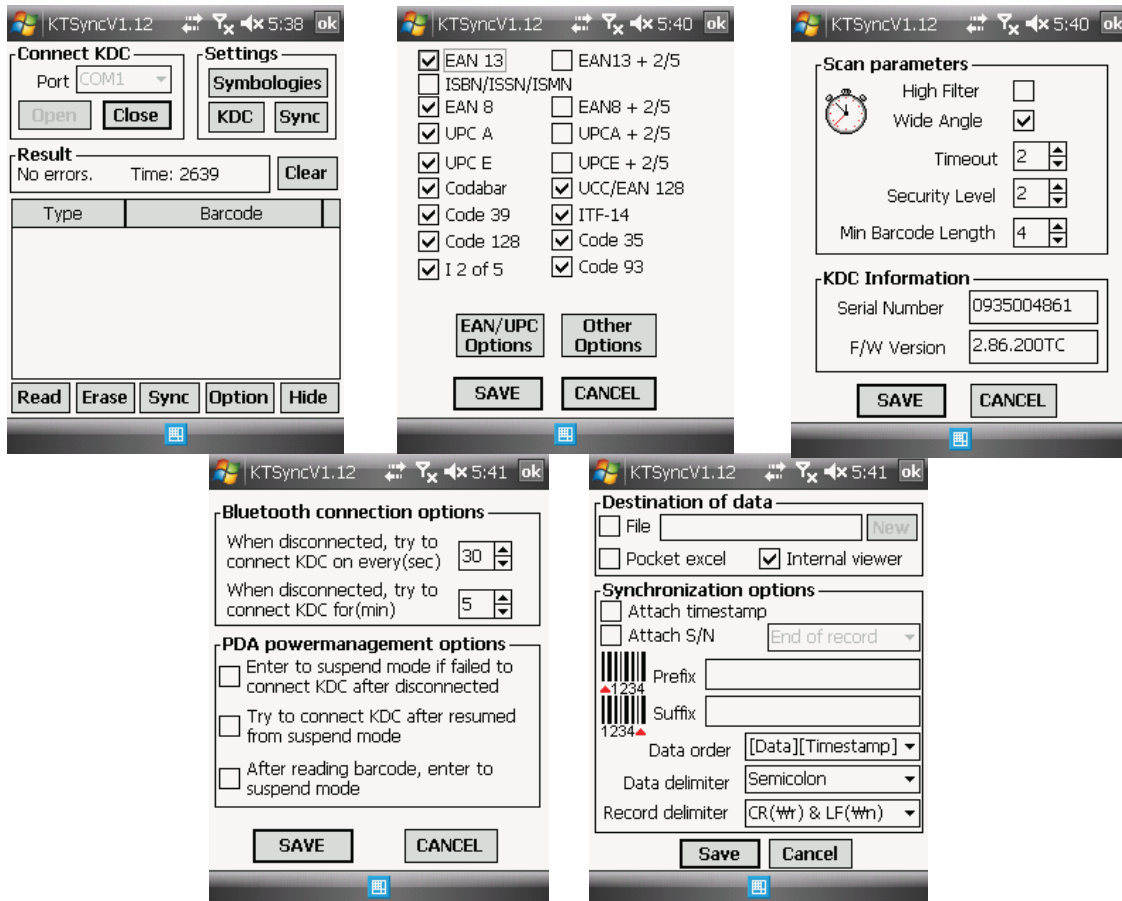 KTSyncV1.12 5:38 ok
Connect KDC
Port COM1
Open Close
Settings
Symbologies
KDC Sync
Result
No errors. Time: 2639
Clear
Type Barcode
Read Erase Sync Option Hide
KTSyncV1.12 5:40 ok
EAN 13 EAN13 + 2/5
ISBN/ISSN/ISMN
EAN 8 EAN8 + 2/5
UPC A UPCA + 2/5
UPC E UPCE + 2/5
Codabar UCC/EAN 128
Code 39 ITF-14
Code 128 Code 35
I 2 of 5 Code 93
EAN/UPC Options Other Options
SAVE CANCEL
KTSyncV1.12 5:40 ok
Scan parameters
High Filter
Wide Angle
Timeout 2
Security Level 2
Min Barcode Length 4
KDC Information
Serial Number 0935004861
F/W Version 2.86.200TC
SAVE CANCEL
KTSyncV1.12 5:41 ok
Bluetooth connection options
When disconnected, try to
connect KDC on every(sec) 30
When disconnected, try to
connect KDC for(min) 5
PDA powermanagement options
Enter to suspend mode if failed to
connect KDC after disconnected
Try to connect KDC after resumed
from suspend mode
After reading barcode, enter to
suspend mode
SAVE CANCEL
KTSyncV1.12 5:41 ok
Destination of data
File New
Pocket excel Internal viewer
Synchronization options
Attach timestamp
Attach S/N End of record
1234 Prefix
1234 Suffix
Data order [Data][Timestamp]
Data delimiter Semicolon
Record delimiter CR(₩r) & LF(₩n)
Save Cancel